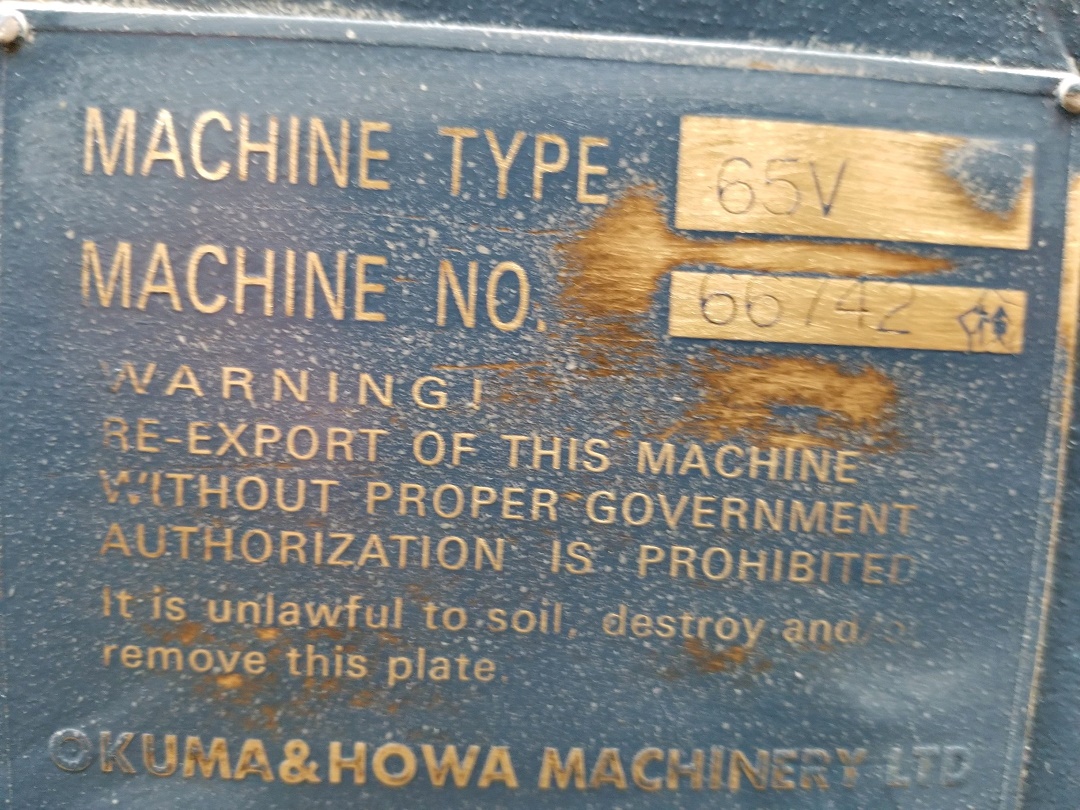 MACHINE TYPE 65V
MACHINE NO. 66742
WARNING!
RE-EXPORT OF THIS MACHINE
WITHOUT PROPER GOVERNMENT
AUTHORIZATION IS PROHIBITED
It is unlawful to soil, destroy and/or
remove this plate.
OKUMA&HOWA MACHINERY LTD